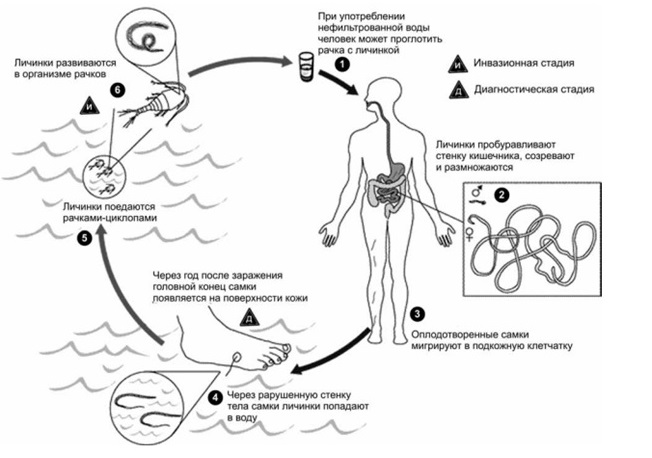 При употреблении
нефильтрованной воды
человек может проглотить
рачка с личинкой
1
И Инвазионная стадия
Д Диагностическая стадия
Личинки развиваются
в организме рачков
6
И
Личинки пробуравливают
стенку кишечника, созревают
и размножаются
2
♂
♀
Личинки поедаются
рачками-циклопами
5
Через год после заражения
головной конец самки
появляется на поверхности кожи
Д
3
Оплодотворенные самки
мигрируют в подкожную клетчатку
4
Через рарушенную стенку
тела самки личинки попадают
в воду